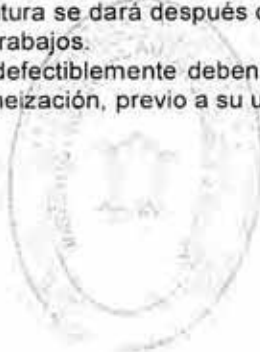 tura se dará después
rabajos.
defectiblemente deben
neización, previo a su u